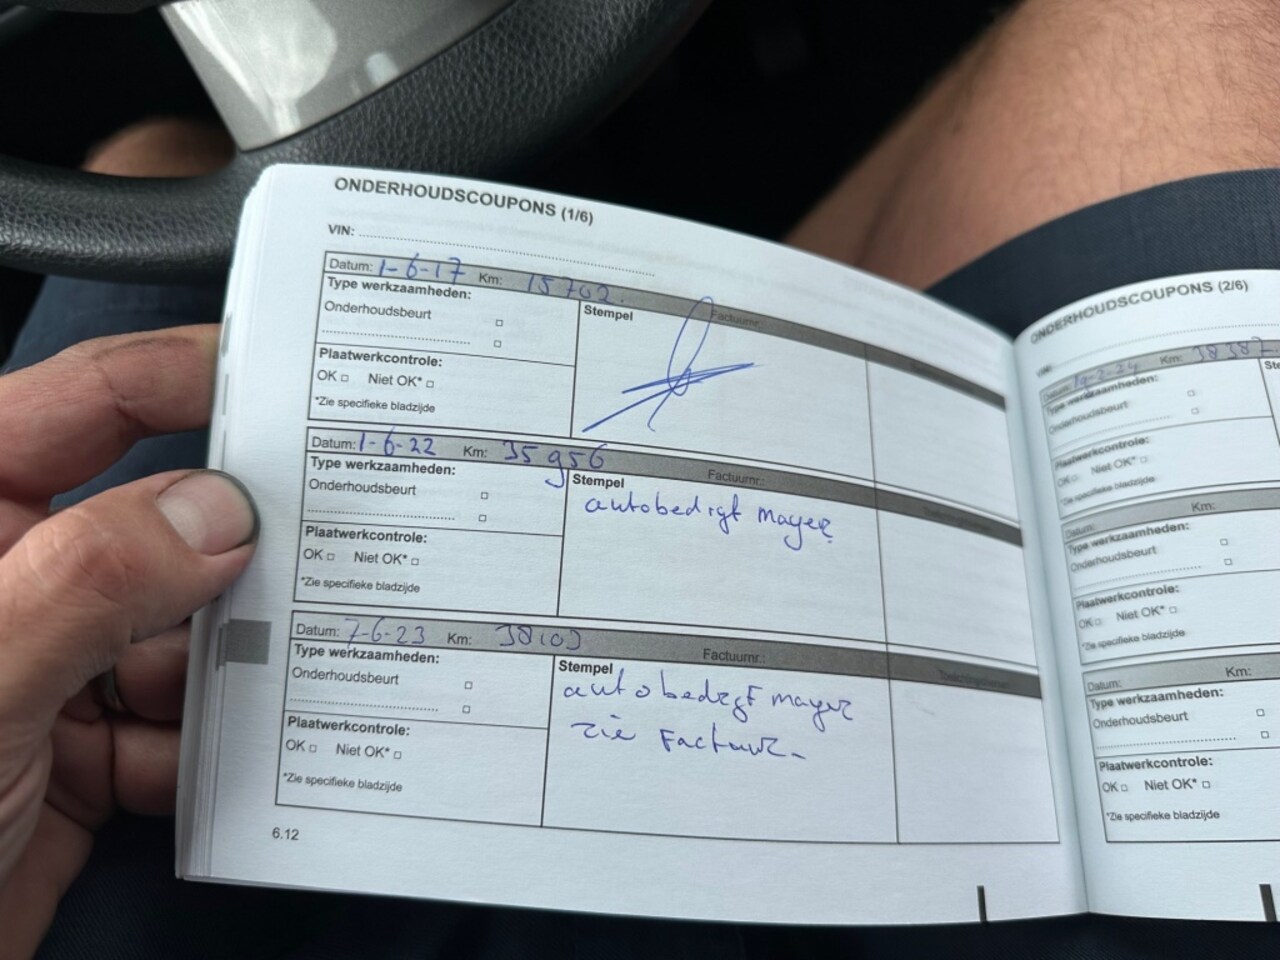 ONDERHOUDSCOUPONS (1/6)
VIN:
Datum: 1-6-17 Km: 15702.
Type werkzaamheden:
Onderhoudsbeurt
Stempel
Factuurnr.:
Plaatwerkcontrole:
OK □ Niet OK* □
*Zie specifieke bladzijde
Datum: 1-6-22 Km: 35956
Type werkzaamheden:
Factuurnr.:
Onderhoudsbeurt
Stempel
autobedrijf mayer
Plaatwerkcontrole:
OK □ Niet OK* □
*Zie specifieke bladzijde
Datum: 7-6-23 Km: 38103
Type werkzaamheden:
Factuurnr.:
Onderhoudsbeurt
Stempel
autobedrijf mayer
zie Factuur-
Plaatwerkcontrole:
OK □ Niet OK* □
*Zie specifieke bladzijde
6.12
ONDERHOUDSCOUPONS (2/6)
Datum: Km: 38387
Type werkzaamheden:
Onderhoudsbeurt
Plaatwerkcontrole:
OK □ Niet OK* □
*Zie specifieke bladzijde
Datum: Km:
Type werkzaamheden:
Onderhoudsbeurt
Plaatwerkcontrole:
OK □ Niet OK* □
*Zie specifieke bladzijde
Datum: Km:
Type werkzaamheden:
Onderhoudsbeurt
Plaatwerkcontrole:
OK □ Niet OK* □
*Zie specifieke bladzijde